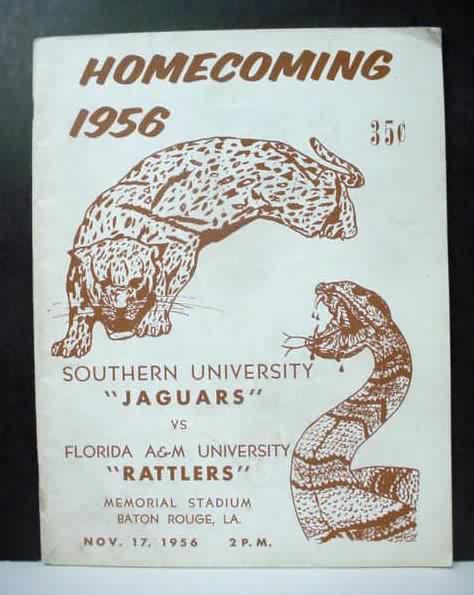 HOMECOMING
1956
35¢
SOUTHERN UNIVERSITY
"JAGUARS"
VS
FLORIDA A&M UNIVERSITY
"RATTLERS"
MEMORIAL STADIUM
BATON ROUGE, LA.
NOV. 17, 1956 2 P.M.